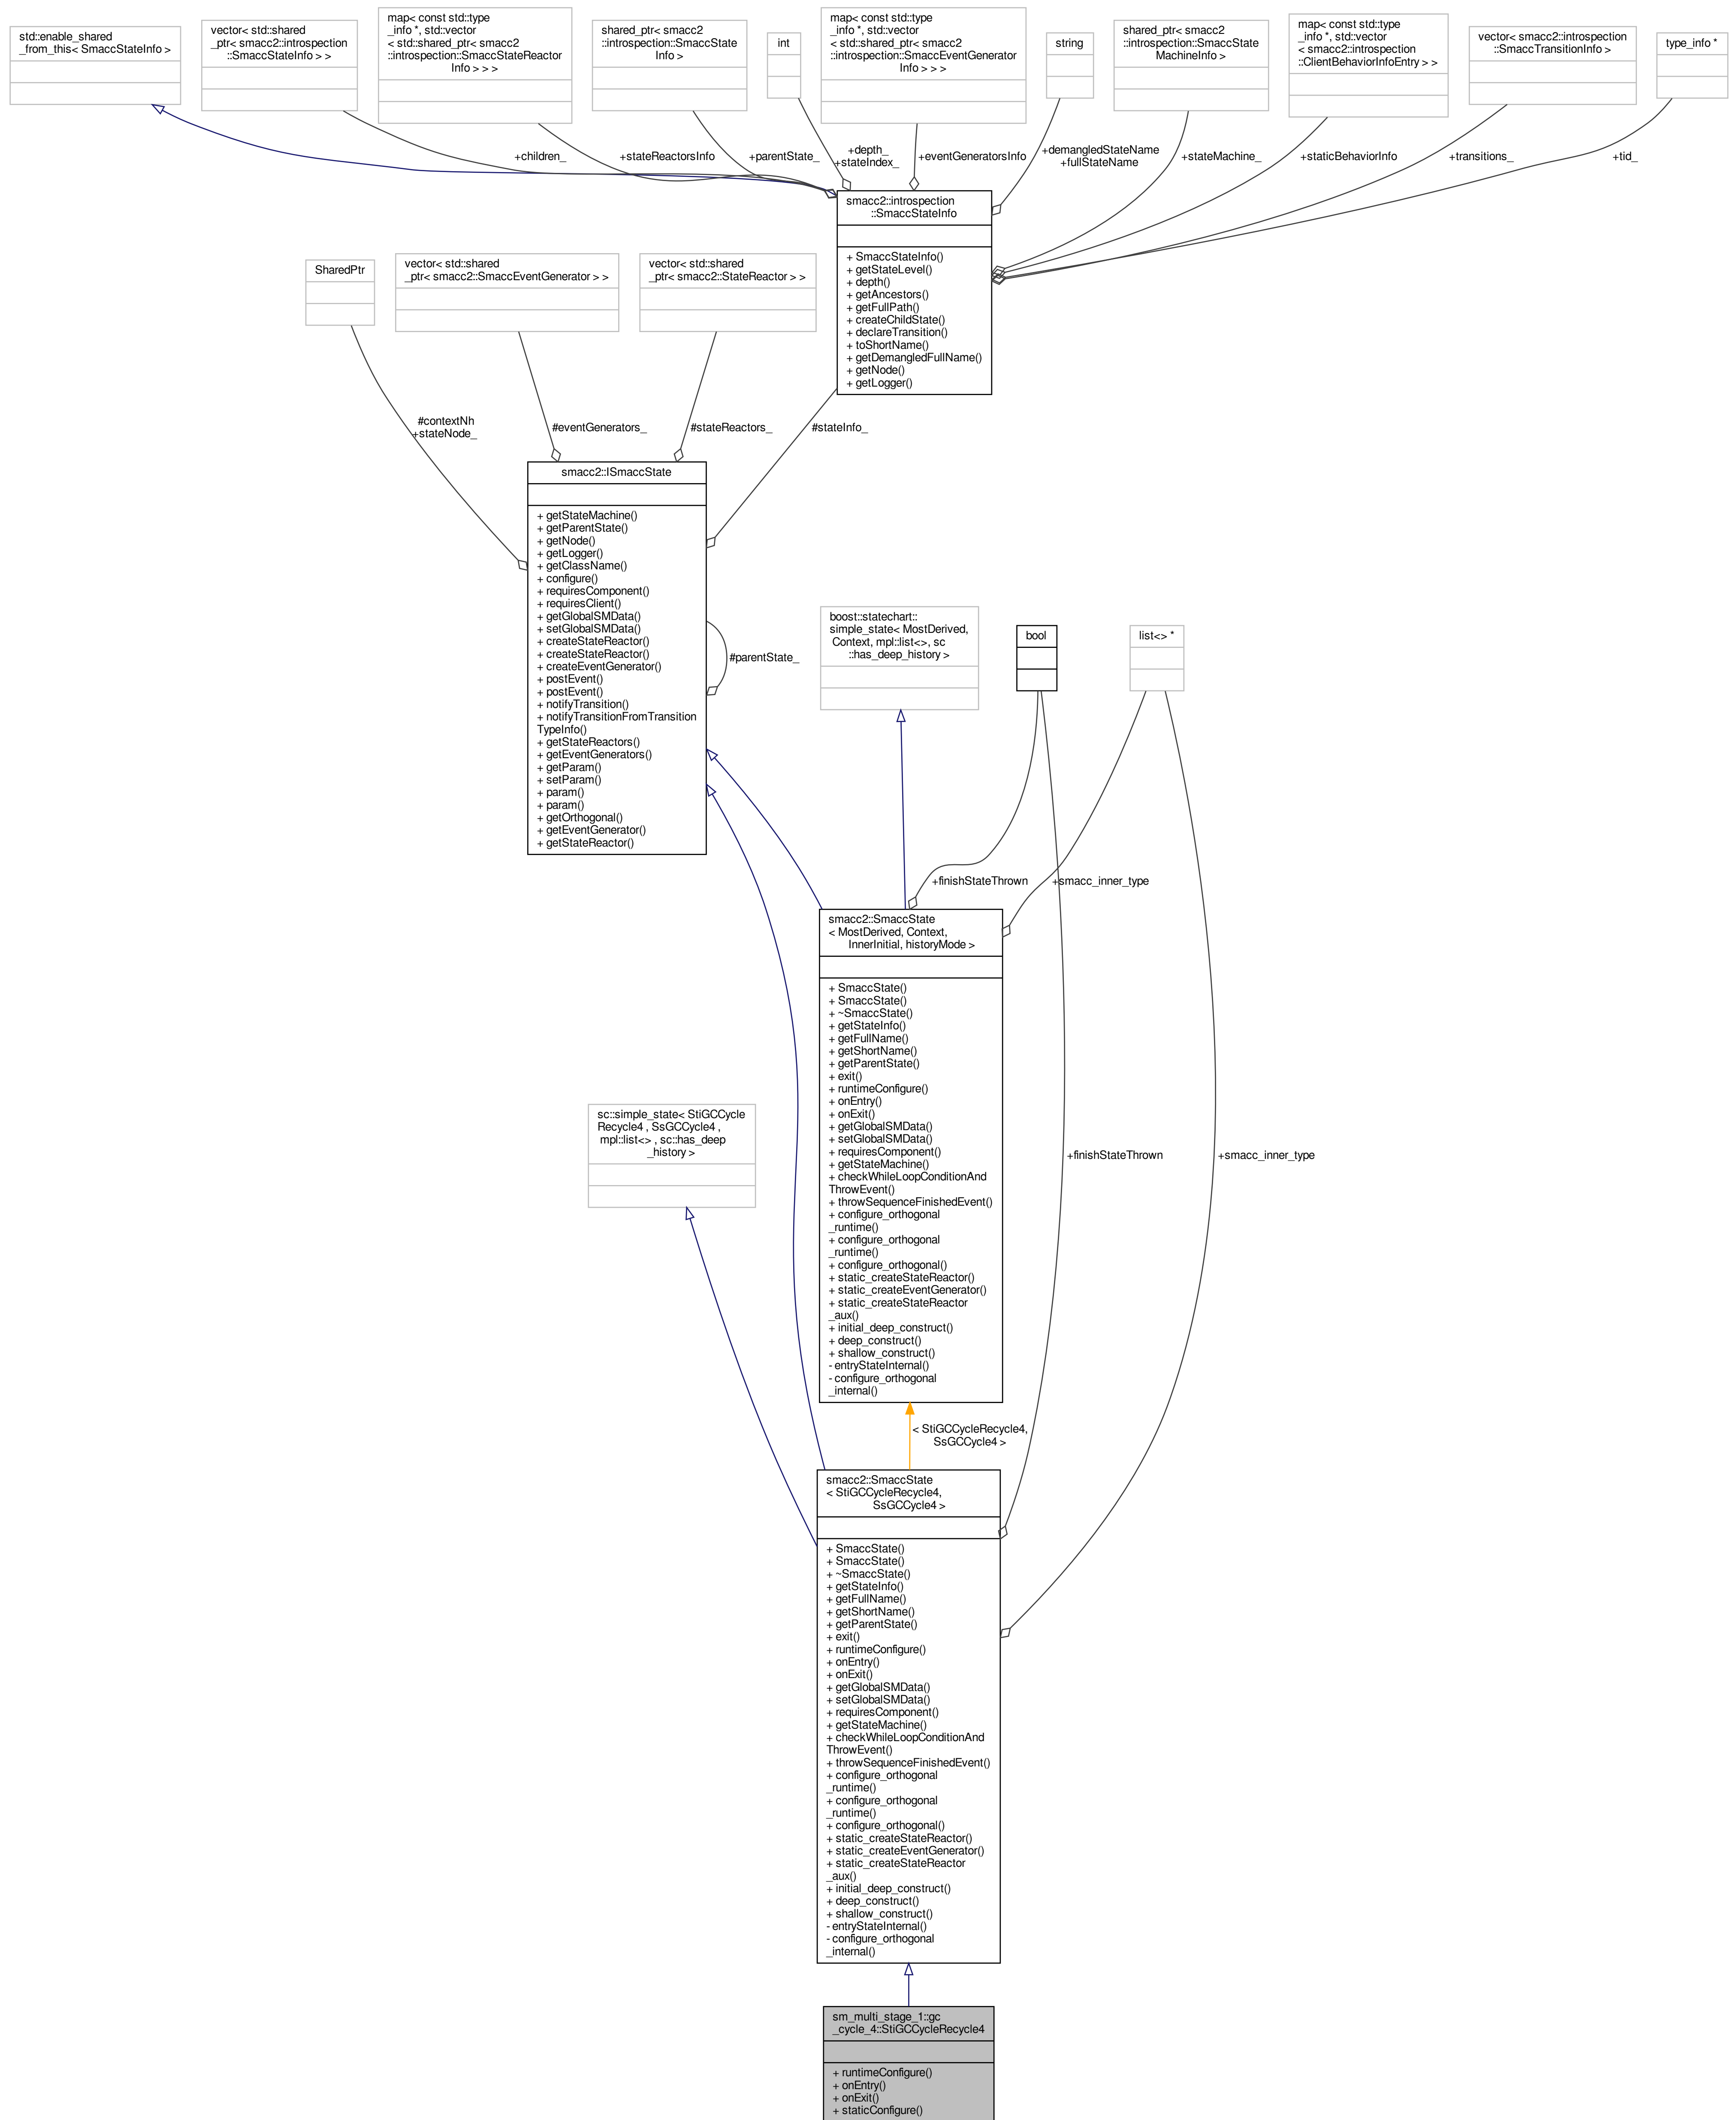 std::enable_shared
_from_this< SmaccStateInfo >
vector< std::shared
_ptr< smacc2::introspection
::SmaccStateInfo > >
map< const std::type
_info *, std::vector
< std::shared_ptr< smacc2
::introspection::SmaccStateReactor
Info > > >
shared_ptr< smacc2
::introspection::SmaccState
Info >
int
map< const std::type
_info *, std::vector
< std::shared_ptr< smacc2
::introspection::SmaccEventGenerator
Info > > >
string
shared_ptr< smacc2
::introspection::SmaccState
MachineInfo >
map< const std::type
_info *, std::vector
< smacc2::introspection
::ClientBehaviorInfoEntry > >
vector< smacc2::introspection
::SmaccTransitionInfo >
type_info *
+children_
+stateReactorsInfo
+parentState_
+depth_
+stateIndex_
+eventGeneratorsInfo
+demangledStateName
+fullStateName
+stateMachine_
+staticBehaviorInfo
+transitions_
+tid_
smacc2::introspection
::SmaccStateInfo
+ SmaccStateInfo()
+ getStateLevel()
+ depth()
+ getAncestors()
+ getFullPath()
+ createChildState()
+ declareTransition()
+ toShortName()
+ getDemangledFullName()
+ getNode()
+ getLogger()
SharedPtr
vector< std::shared
_ptr< smacc2::SmaccEventGenerator > >
vector< std::shared
_ptr< smacc2::StateReactor > >
#contextNh
+stateNode_
#eventGenerators_
#stateReactors_
#stateInfo_
smacc2::ISmaccState
+ getStateMachine()
+ getParentState()
+ getNode()
+ getLogger()
+ getClassName()
+ configure()
+ requiresComponent()
+ requiresClient()
+ getGlobalSMData()
+ setGlobalSMData()
+ createStateReactor()
+ createStateReactor()
+ createEventGenerator()
+ postEvent()
+ postEvent()
+ notifyTransition()
+ notifyTransitionFromTransition
TypeInfo()
+ getStateReactors()
+ getEventGenerators()
+ getParam()
+ setParam()
+ param()
+ param()
+ getOrthogonal()
+ getEventGenerator()
+ getStateReactor()
#parentState_
boost::statechart::
simple_state< MostDerived,
Context, mpl::list<>, sc
::has_deep_history >
bool
list<> *
+finishStateThrown
+smacc_inner_type
smacc2::SmaccState
< MostDerived, Context,
InnerInitial, historyMode >
+ SmaccState()
+ SmaccState()
+ ~SmaccState()
+ getStateInfo()
+ getFullName()
+ getShortName()
+ getParentState()
+ exit()
+ runtimeConfigure()
+ onEntry()
+ onExit()
+ getGlobalSMData()
+ setGlobalSMData()
+ requiresComponent()
+ getStateMachine()
+ checkWhileLoopConditionAnd
ThrowEvent()
+ throwSequenceFinishedEvent()
+ configure_orthogonal
_runtime()
+ configure_orthogonal
_runtime()
+ configure_orthogonal()
+ static_createStateReactor()
+ static_createEventGenerator()
+ static_createStateReactor
_aux()
+ initial_deep_construct()
+ deep_construct()
+ shallow_construct()
- entryStateInternal()
- configure_orthogonal
_internal()
sc::simple_state< StiGCCycle
Recycle4 , SsGCCycle4 ,
mpl::list<> , sc::has_deep
_history >
+finishStateThrown
+smacc_inner_type
< StiGCCycleRecycle4,
SsGCCycle4 >
smacc2::SmaccState
< StiGCCycleRecycle4,
SsGCCycle4 >
+ SmaccState()
+ SmaccState()
+ ~SmaccState()
+ getStateInfo()
+ getFullName()
+ getShortName()
+ getParentState()
+ exit()
+ runtimeConfigure()
+ onEntry()
+ onExit()
+ getGlobalSMData()
+ setGlobalSMData()
+ requiresComponent()
+ getStateMachine()
+ checkWhileLoopConditionAnd
ThrowEvent()
+ throwSequenceFinishedEvent()
+ configure_orthogonal
_runtime()
+ configure_orthogonal
_runtime()
+ configure_orthogonal()
+ static_createStateReactor()
+ static_createEventGenerator()
+ static_createStateReactor
_aux()
+ initial_deep_construct()
+ deep_construct()
+ shallow_construct()
- entryStateInternal()
- configure_orthogonal
_internal()
sm_multi_stage_1::gc
_cycle_4::StiGCCycleRecycle4
+ runtimeConfigure()
+ onEntry()
+ onExit()
+ staticConfigure()